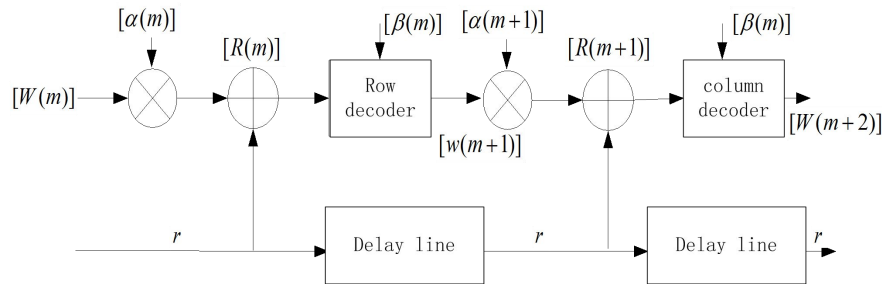 [α(m)]
[R(m)]
[β(m)]
[α(m+1)]
[R(m+1)]
[β(m)]
[W(m)]
Row
decoder
column
decoder
[w(m+1)]
[W(m+2)]
r
Delay line
r
Delay line
r